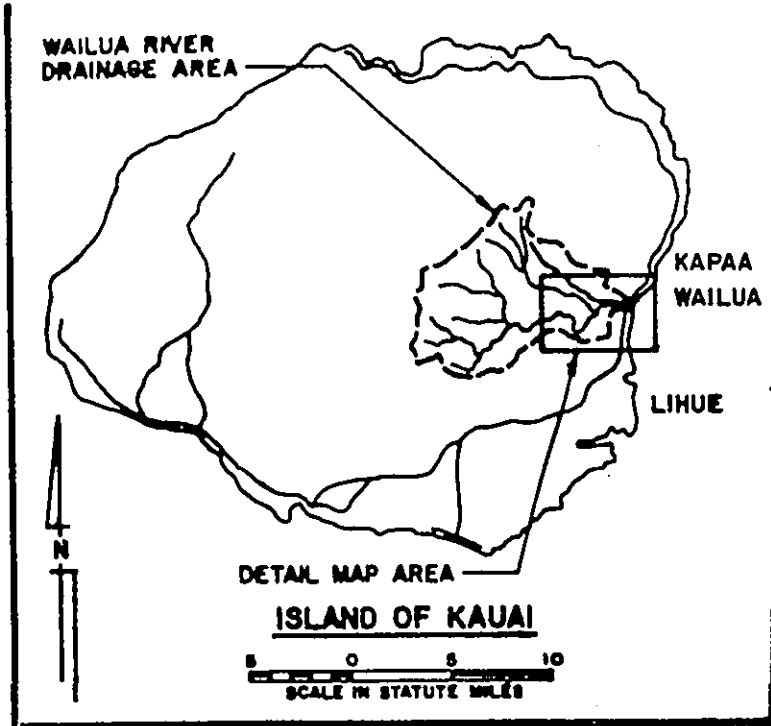 WAILUA RIVER
DRAINAGE AREA
KAPAA
WAILUA
LIHUE
N
DETAIL MAP AREA
ISLAND OF KAUAI
5 0 5 10
SCALE IN STATUTE MILES